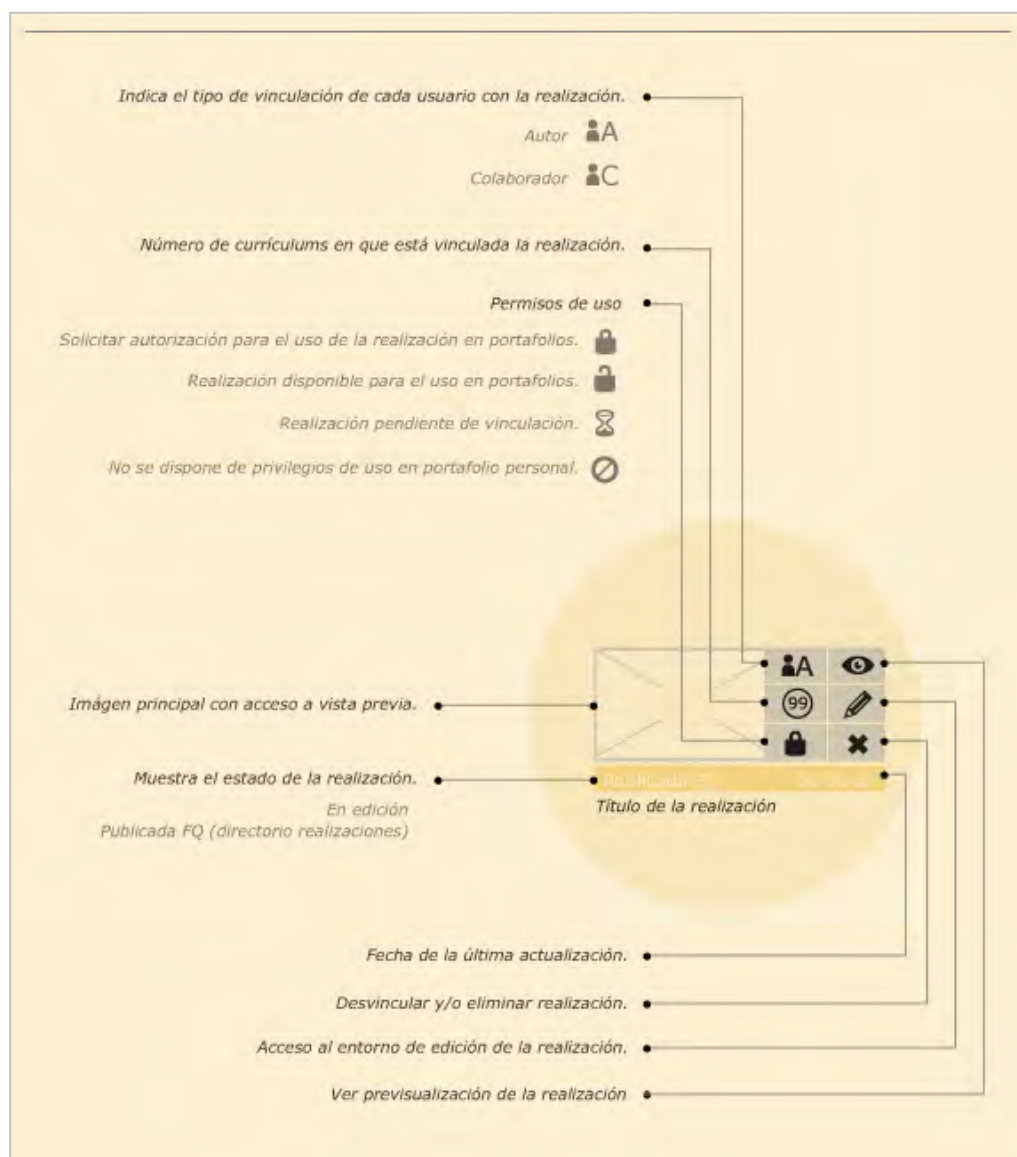 Indica el tipo de vinculación de cada usuario con la realización.
Autor A
Colaborador C
Número de currículums en que está vinculada la realización.
Permisos de uso
Solicitar autorización para el uso de la realización en portafolios.
Realización disponible para el uso en portafolios.
Realización pendiente de vinculación.
No se dispone de privilegios de uso en portafolio personal.
A
Imágen principal con acceso a vista previa.
99
Muestra el estado de la realización.
En edición
Publicada FQ (directorio realizaciones)
Título de la realización
Fecha de la última actualización.
Desvincular y/o eliminar realización.
Acceso al entorno de edición de la realización.
Ver previsualización de la realización